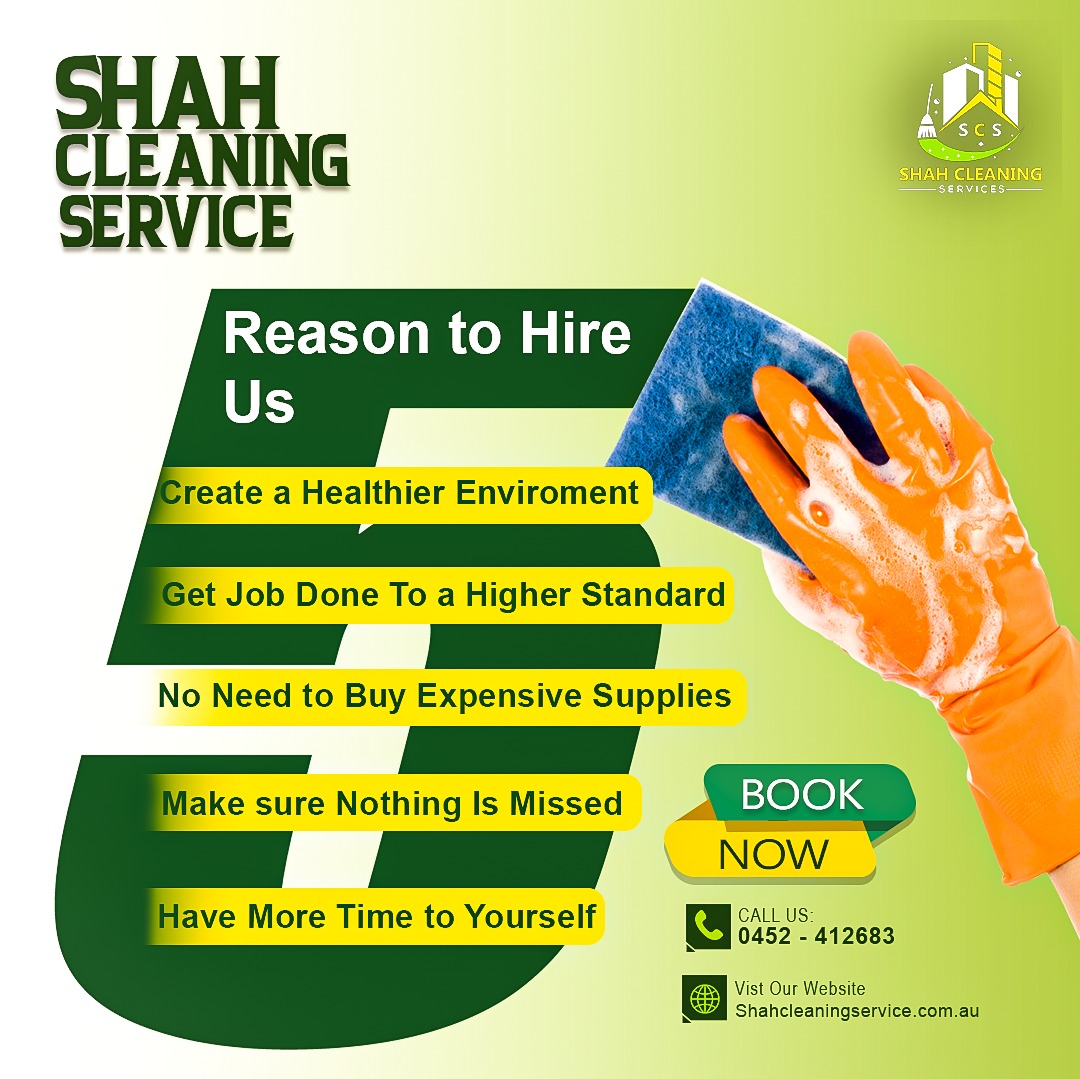 SHAH
CLEANING
SERVICE
SCS
SHAH CLEANING
SERVICES
5
Reason to Hire
Us
Create a Healthier Enviroment
Get Job Done To a Higher Standard
No Need to Buy Expensive Supplies
Make sure Nothing Is Missed
Have More Time to Yourself
BOOK
NOW
CALL US:
0452 - 412683
Vist Our Website
Shahcleaningservice.com.au